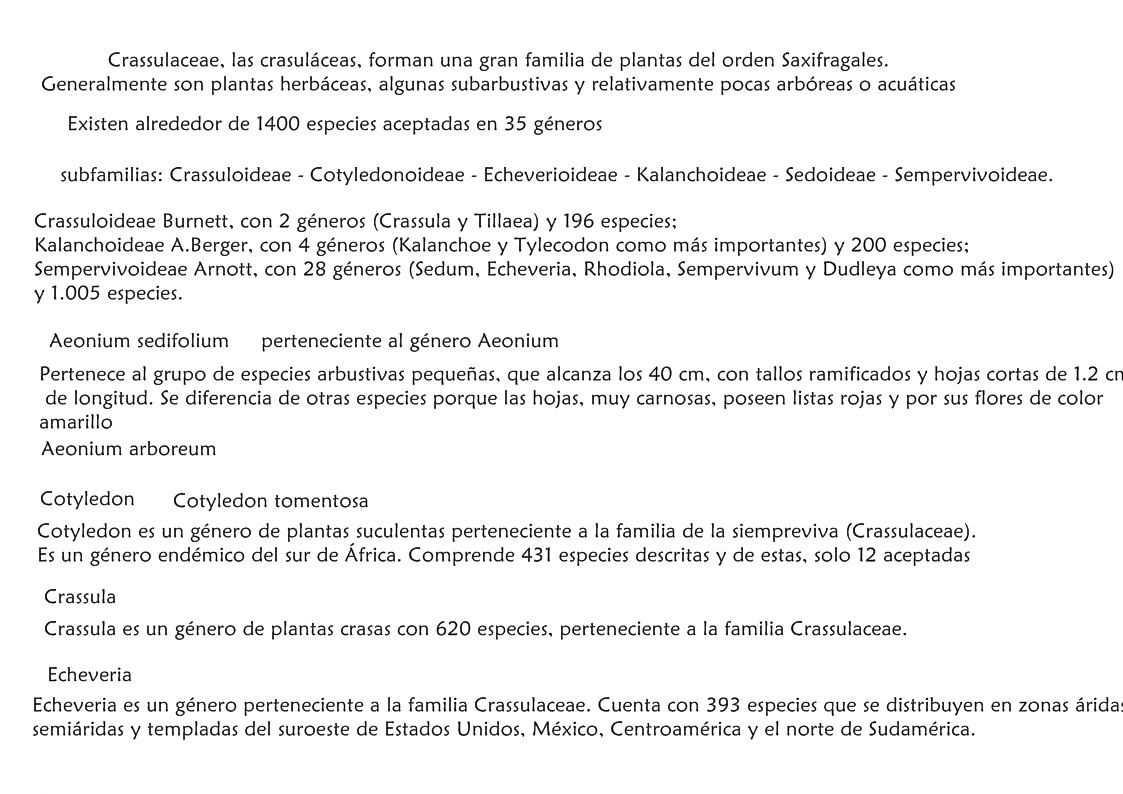 Crassulaceae, las crasuláceas, forman una gran familia de plantas del orden Saxifragales.
Generalmente son plantas herbáceas, algunas subarbustivas y relativamente pocas arbóreas o acuáticas
Existen alrededor de 1400 especies aceptadas en 35 géneros
subfamilias: Crassuloideae - Cotyledonoideae - Echeverioideae - Kalanchoideae - Sedoideae - Sempervivoideae.
Crassuloideae Burnett, con 2 géneros (Crassula y Tillaea) y 196 especies;
Kalanchoideae A.Berger, con 4 géneros (Kalanchoe y Tylecodon como más importantes) y 200 especies;
Sempervivoideae Arnott, con 28 géneros (Sedum, Echeveria, Rhodiola, Sempervivum y Dudleya como más importantes)
y 1.005 especies.
Aeonium sedifolium perteneciente al género Aeonium
Pertenece al grupo de especies arbustivas pequeñas, que alcanza los 40 cm, con tallos ramificados y hojas cortas de 1.2 cm
de longitud. Se diferencia de otras especies porque las hojas, muy carnosas, poseen listas rojas y por sus flores de color
amarillo
Aeonium arboreum
Cotyledon Cotyledon tomentosa
Cotyledon es un género de plantas suculentas perteneciente a la familia de la siempreviva (Crassulaceae).
Es un género endémico del sur de África. Comprende 431 especies descritas y de estas, solo 12 aceptadas
Crassula
Crassula es un género de plantas crasas con 620 especies, perteneciente a la familia Crassulaceae.
Echeveria
Echeveria es un género perteneciente a la familia Crassulaceae. Cuenta con 393 especies que se distribuyen en zonas áridas
semiáridas y templadas del suroeste de Estados Unidos, México, Centroamérica y el norte de Sudamérica.